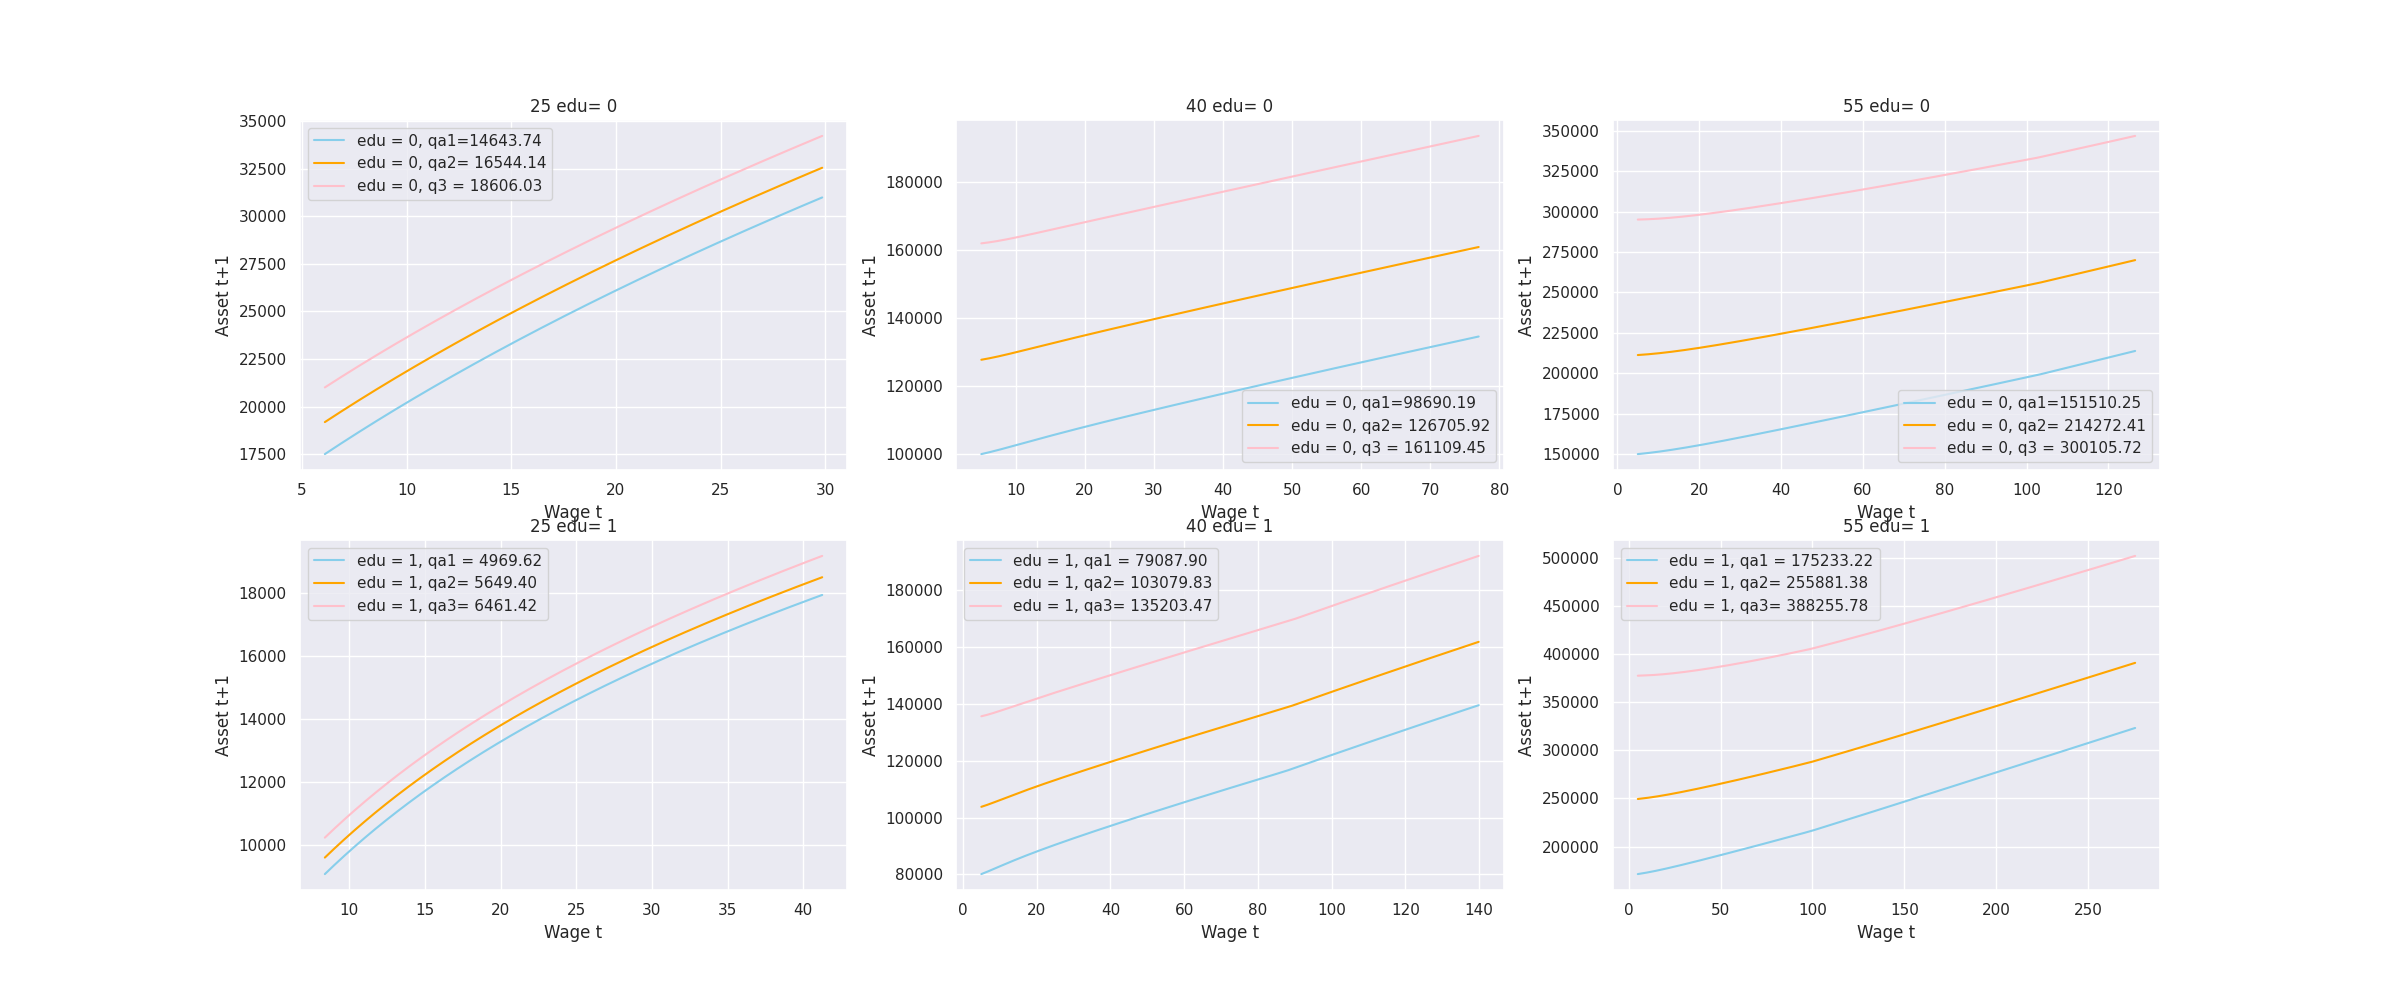 25 edu= 0
35000
32500
30000
27500
25000
22500
20000
17500
Asset t+1
edu = 0, qa1=14643.74
edu = 0, qa2= 16544.14
edu = 0, q3 = 18606.03
5 10 15 20 25 30
Wage t
40 edu= 0
180000
160000
140000
120000
100000
Asset t+1
edu = 0, qa1=98690.19
edu = 0, qa2= 126705.92
edu = 0, q3 = 161109.45
10 20 30 40 50 60 70 80
Wage t
55 edu= 0
350000
325000
300000
275000
250000
225000
200000
175000
150000
Asset t+1
edu = 0, qa1=151510.25
edu = 0, qa2= 214272.41
edu = 0, q3 = 300105.72
0 20 40 60 80 100 120
Wage t
25 edu= 1
18000
16000
14000
12000
10000
Asset t+1
edu = 1, qa1 = 4969.62
edu = 1, qa2= 5649.40
edu = 1, qa3= 6461.42
10 15 20 25 30 35 40
Wage t
40 edu= 1
180000
160000
140000
120000
100000
80000
Asset t+1
edu = 1, qa1 = 79087.90
edu = 1, qa2= 103079.83
edu = 1, qa3= 135203.47
0 20 40 60 80 100 120 140
Wage t
55 edu= 1
500000
450000
400000
350000
300000
250000
200000
Asset t+1
edu = 1, qa1 = 175233.22
edu = 1, qa2= 255881.38
edu = 1, qa3= 388255.78
0 50 100 150 200 250
Wage t